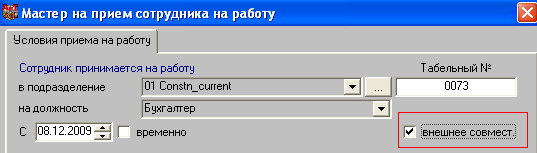 Мастер на прием сотрудника на работу
Условия приема на работу
Сотрудник принимается на работу
Табельный №
в подразделение 01 Constn_current ... 0073
на должность Бухгалтер
С 08.12.2009 временно
внешнее совмест.